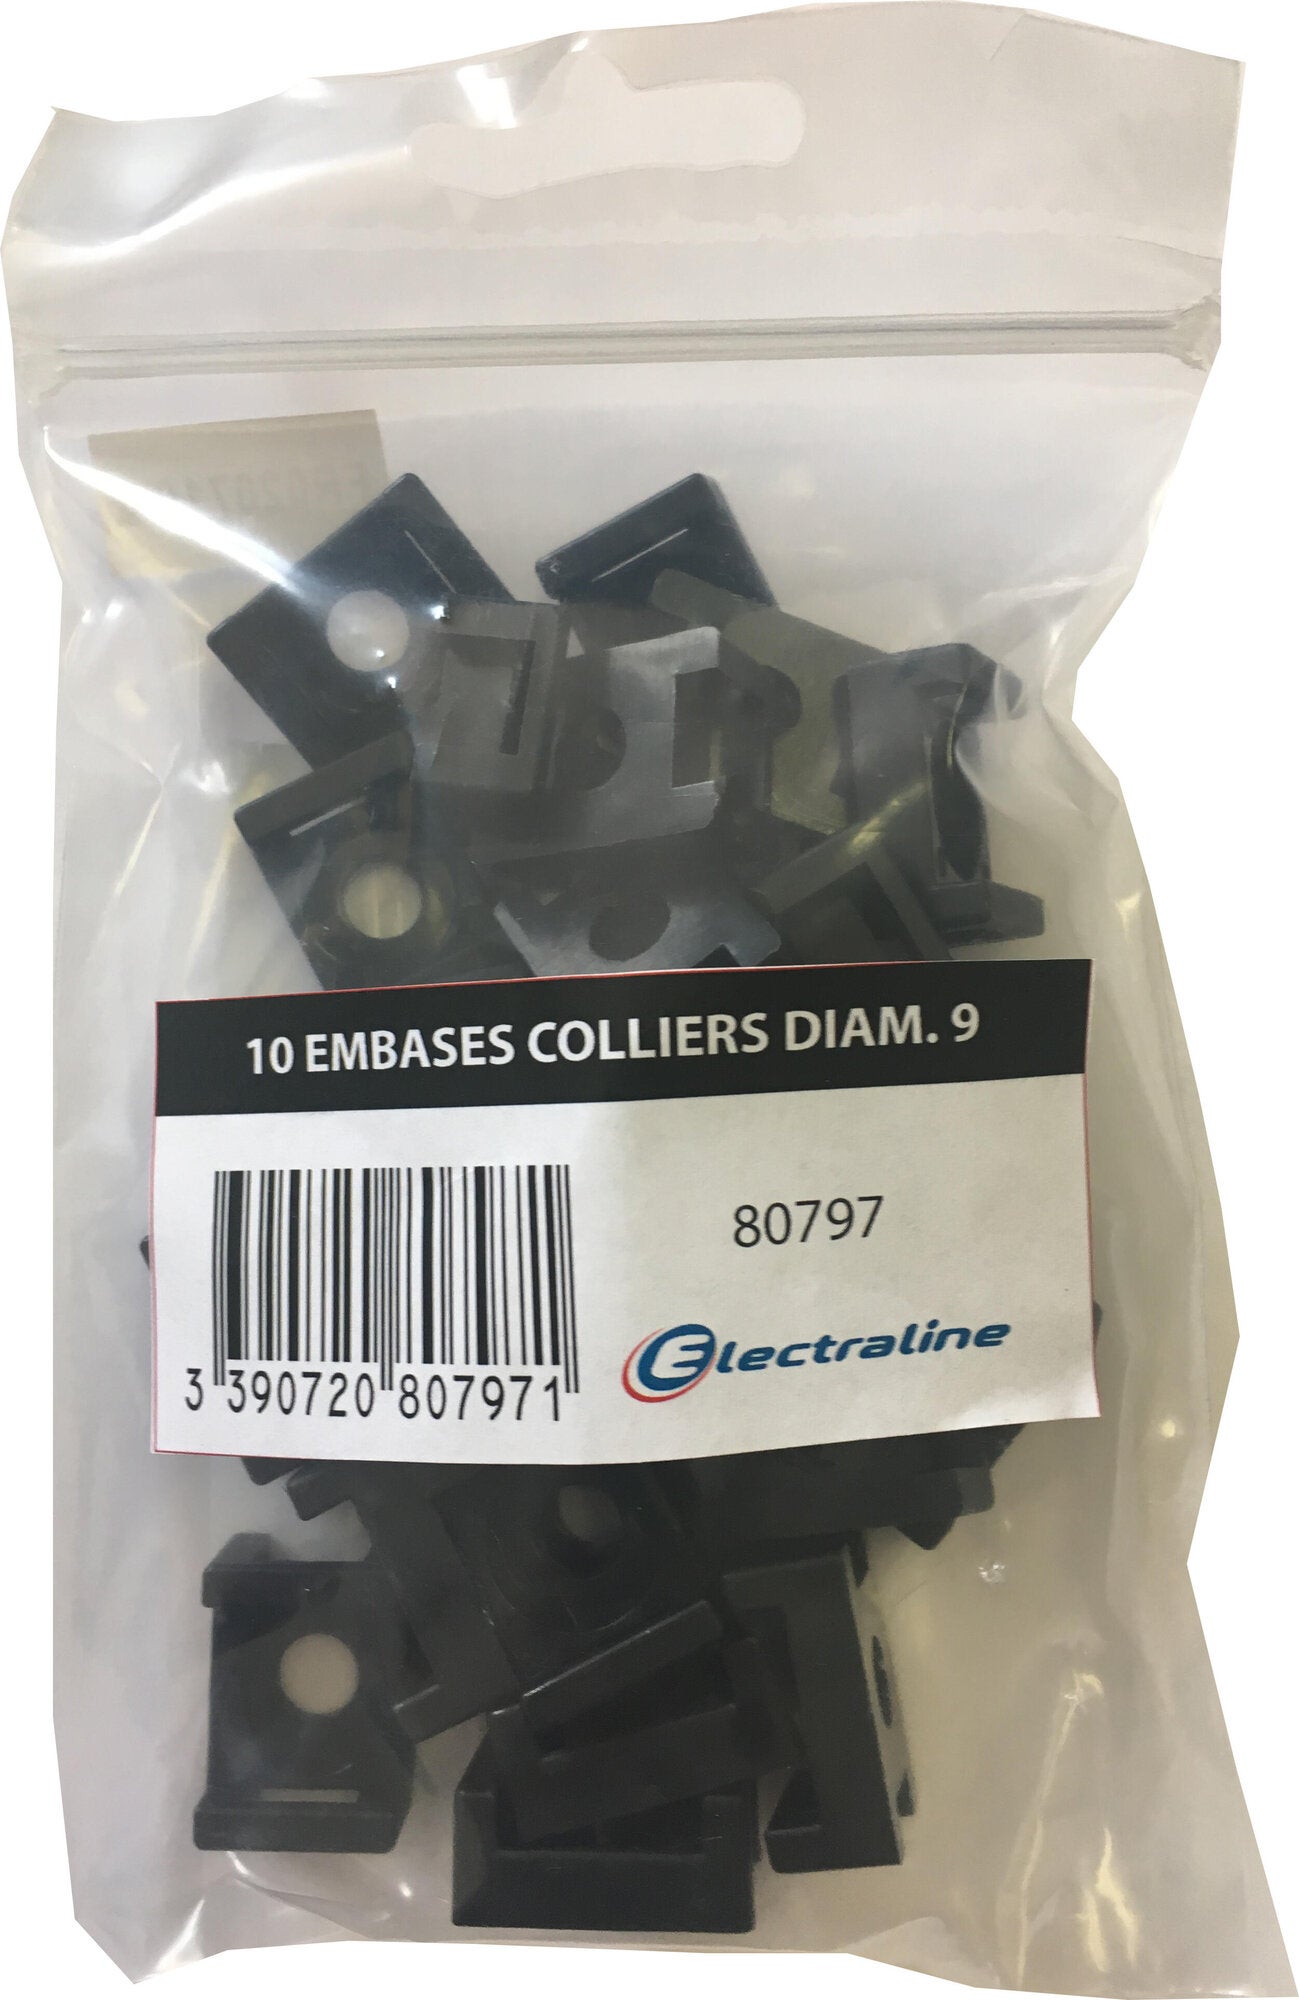 10 EMBASES COLLIERS DIAM. 9
80797
3 390720 807971
Electraline